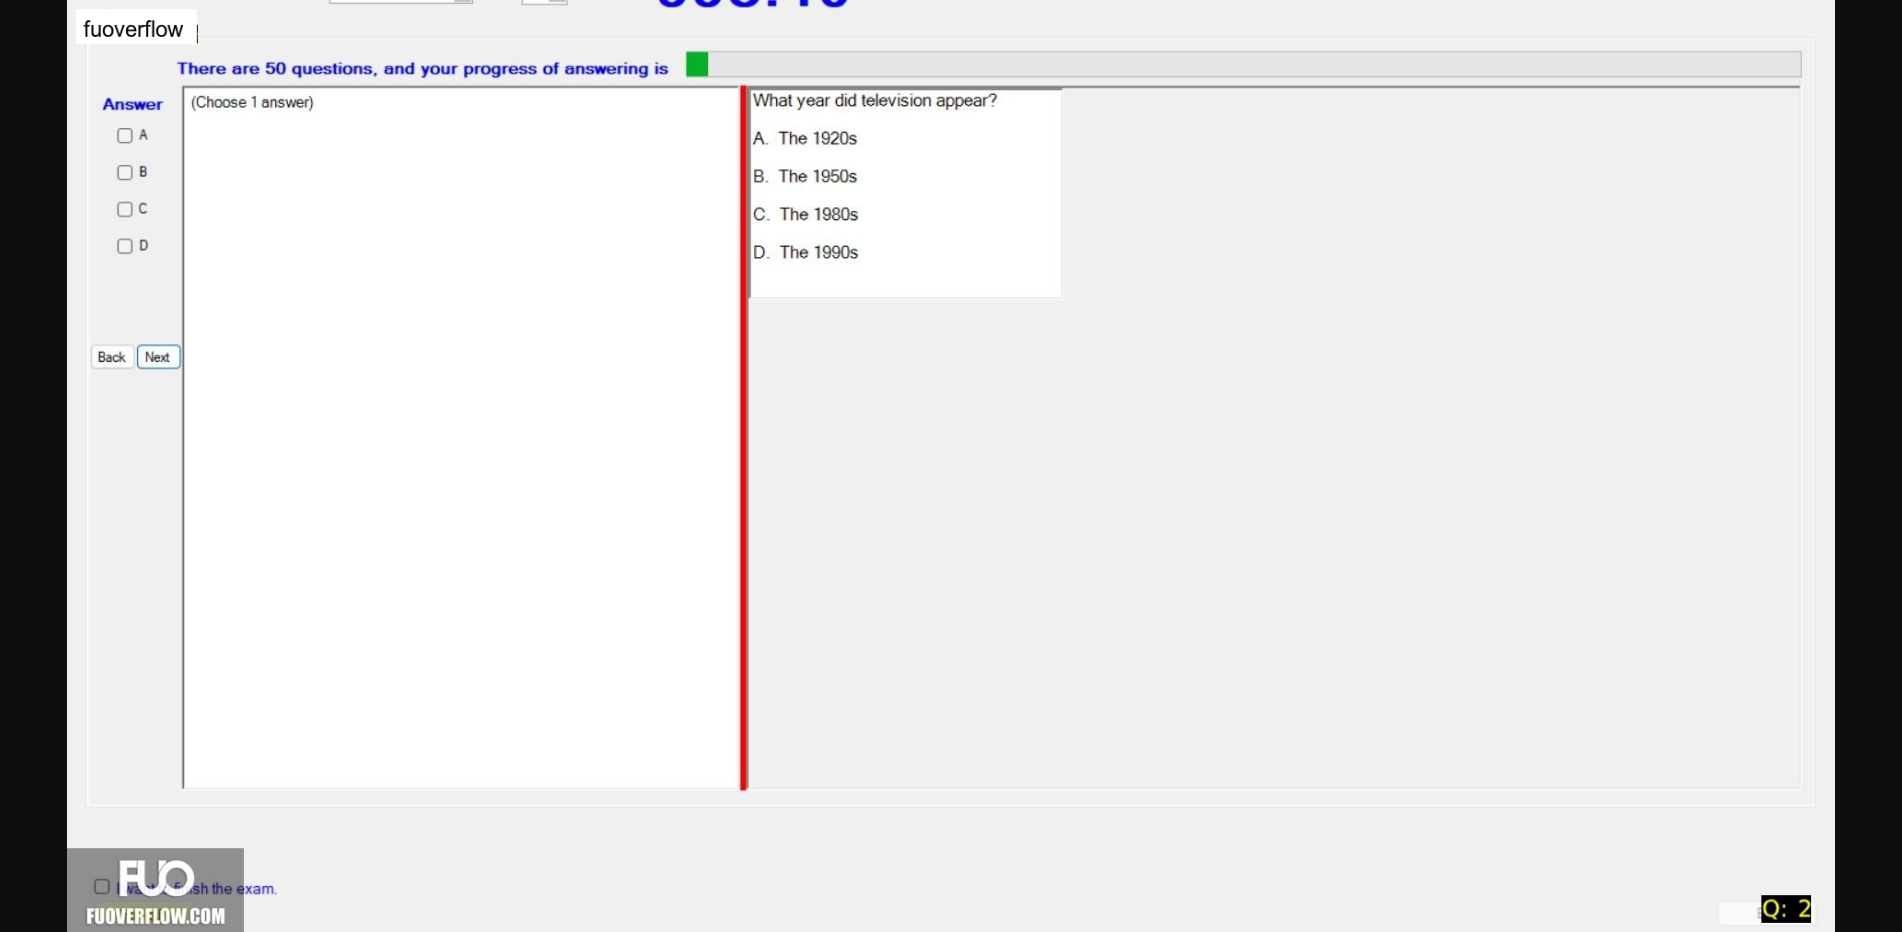 fuoverflow
There are 50 questions, and your progress of answering is
Answer
(Choose 1 answer)
What year did television appear?
A
A. The 1920s
B
B. The 1950s
C
C. The 1980s
D
D. The 1990s
Back Next
FUO
sh the exam.
FUOVERFLOW.COM
Q: 2